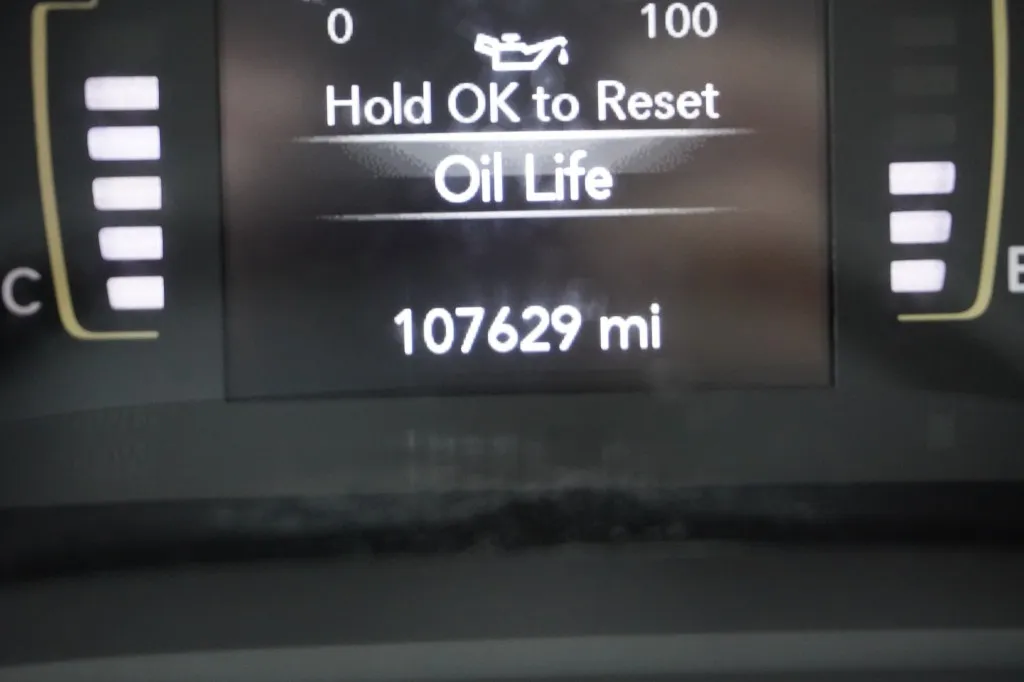 0 100
Hold OK to Reset
Oil Life
C
E
107629 mi